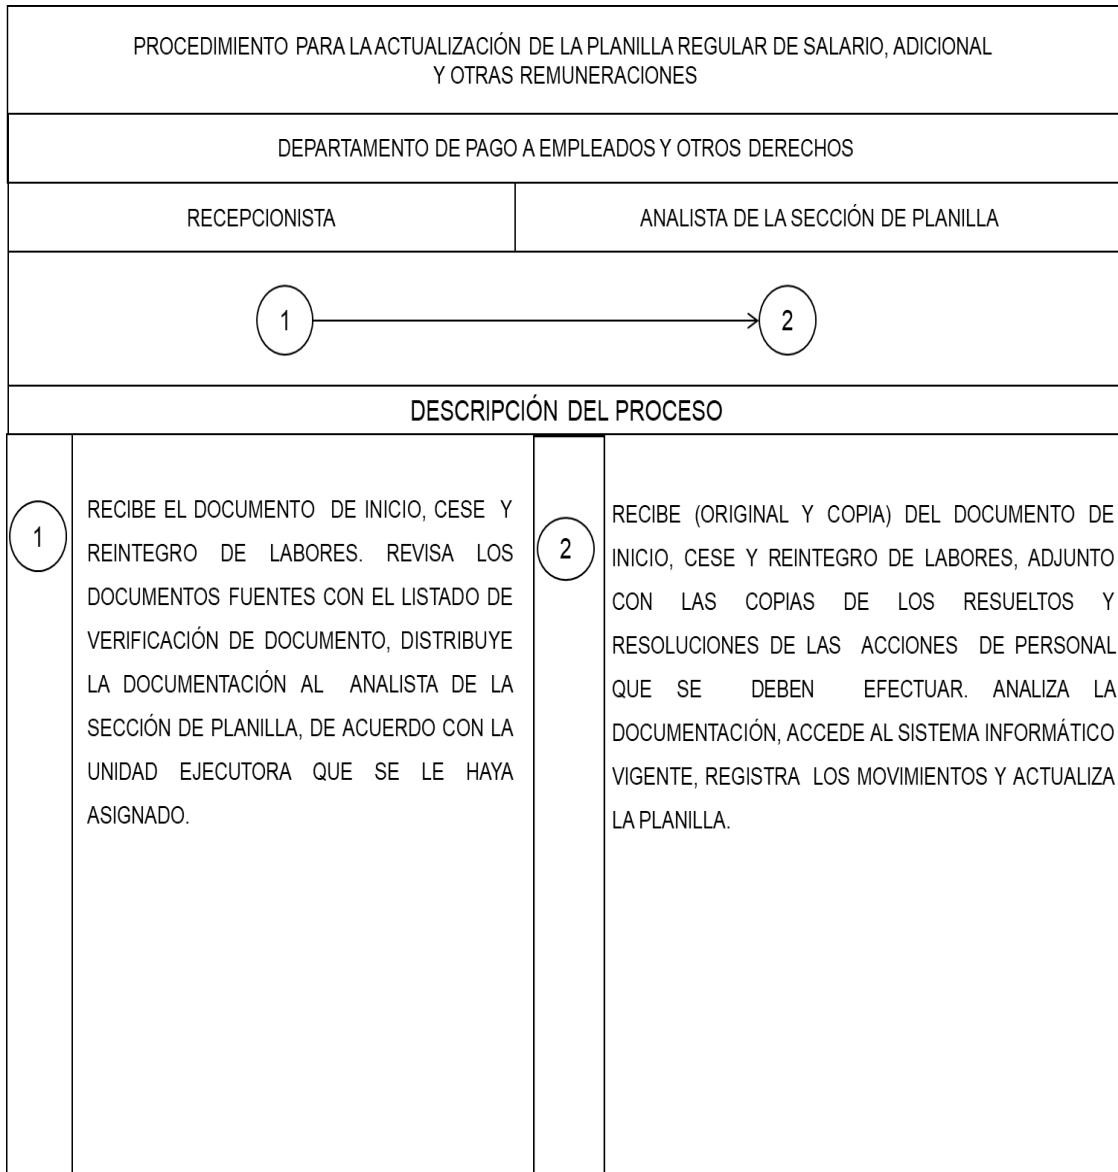 PROCEDIMIENTO PARA LA ACTUALIZACIÓN DE LA PLANILLA REGULAR DE SALARIO, ADICIONAL
Y OTRAS REMUNERACIONES
DEPARTAMENTO DE PAGO A EMPLEADOS Y OTROS DERECHOS
RECEPCIONISTA
ANALISTA DE LA SECCIÓN DE PLANILLA
1
2
DESCRIPCIÓN DEL PROCESO
1
RECIBE EL DOCUMENTO DE INICIO, CESE Y
REINTEGRO DE LABORES. REVISA LOS
DOCUMENTOS FUENTES CON EL LISTADO DE
VERIFICACIÓN DE DOCUMENTO, DISTRIBUYE
LA DOCUMENTACIÓN AL ANALISTA DE LA
SECCIÓN DE PLANILLA, DE ACUERDO CON LA
UNIDAD EJECUTORA QUE SE LE HAYA
ASIGNADO.
2
RECIBE (ORIGINAL Y COPIA) DEL DOCUMENTO DE
INICIO, CESE Y REINTEGRO DE LABORES, ADJUNTO
CON LAS COPIAS DE LOS RESUELTOS Y
RESOLUCIONES DE LAS ACCIONES DE PERSONAL
QUE SE DEBEN EFECTUAR. ANALIZA LA
DOCUMENTACIÓN, ACCEDE AL SISTEMA INFORMÁTICO
VIGENTE, REGISTRA LOS MOVIMIENTOS Y ACTUALIZA
LA PLANILLA.